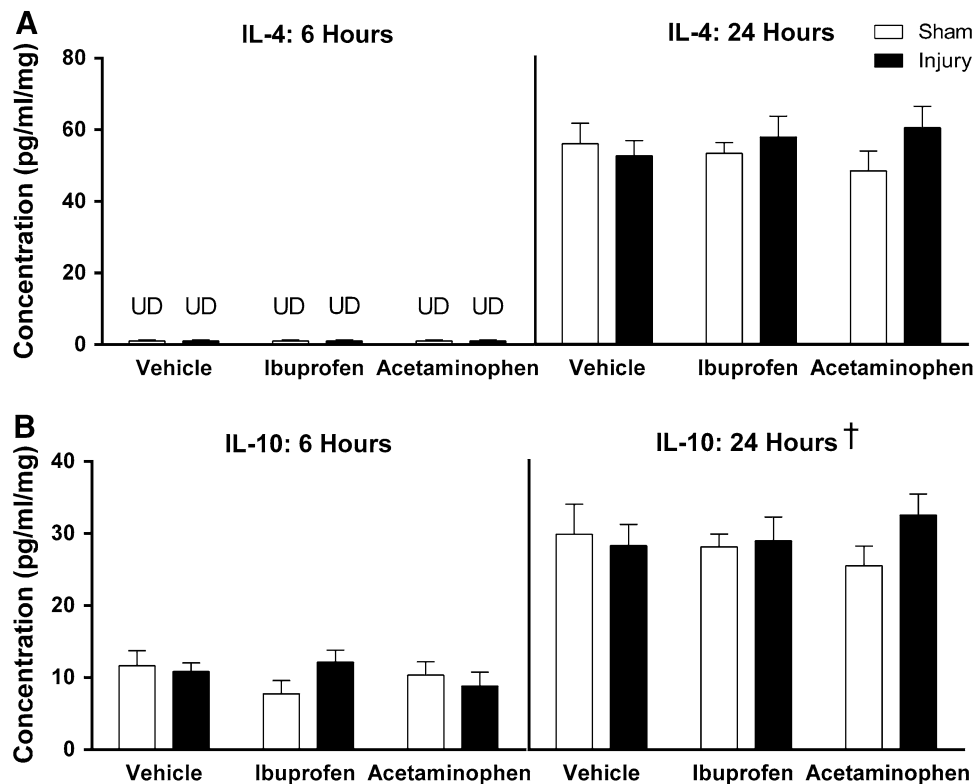 A
IL-4: 6 Hours
IL-4: 24 Hours
Sham
Injury
Concentration (pg/ml/mg)
80
60
40
20
0
UD UD UD UD UD UD
Vehicle Ibuprofen Acetaminophen Vehicle Ibuprofen Acetaminophen
B
IL-10: 6 Hours
IL-10: 24 Hours †
Concentration (pg/ml/mg)
40
30
20
10
0
Vehicle Ibuprofen Acetaminophen Vehicle Ibuprofen Acetaminophen